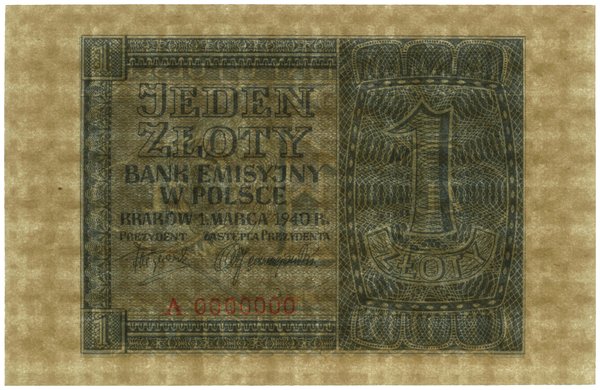 1
JEDEN
ZŁOTY
BANK EMISYJNY
W POLSCE
KRAKÓW 1. MARCA 1940 R.
PREZYDENT ZASTĘPCA PREZYDENTA
A 0000000
1
1
ZŁOTY